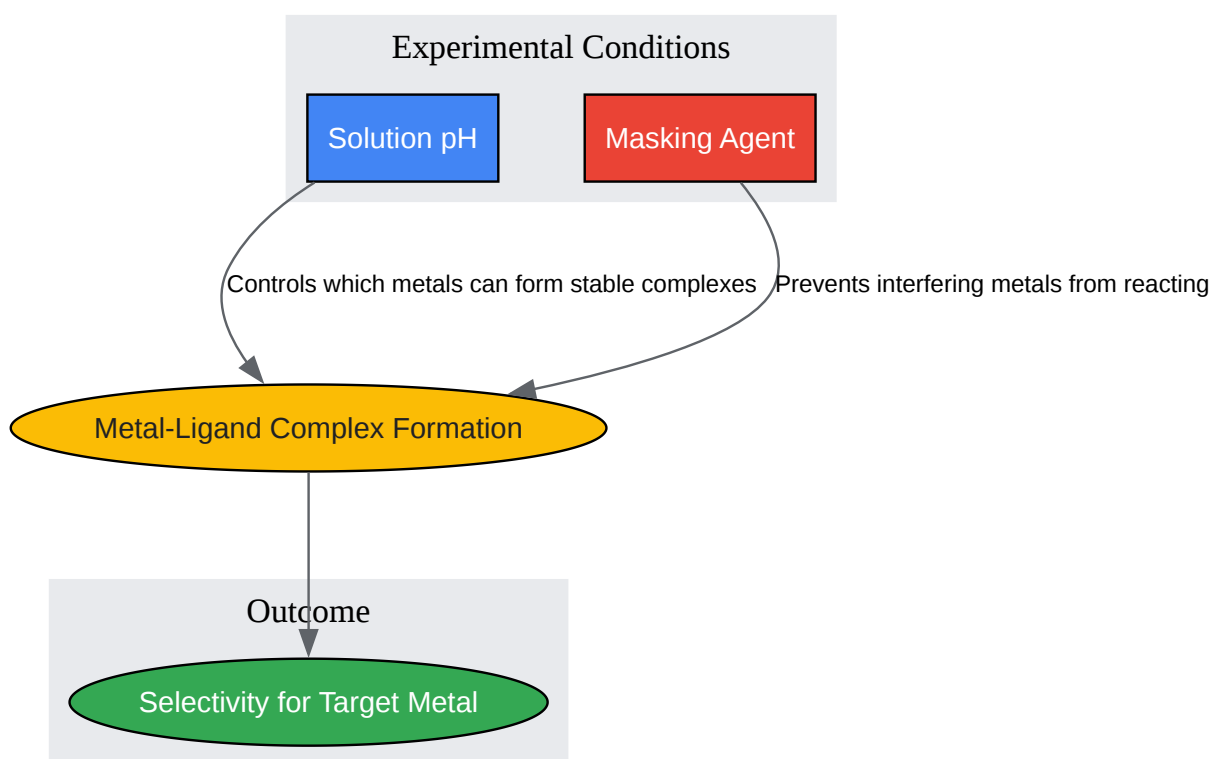 Experimental Conditions
Solution pH
Masking Agent
Controls which metals can form stable complexes
Prevents interfering metals from reacting
Metal-Ligand Complex Formation
Outcome
Selectivity for Target Metal